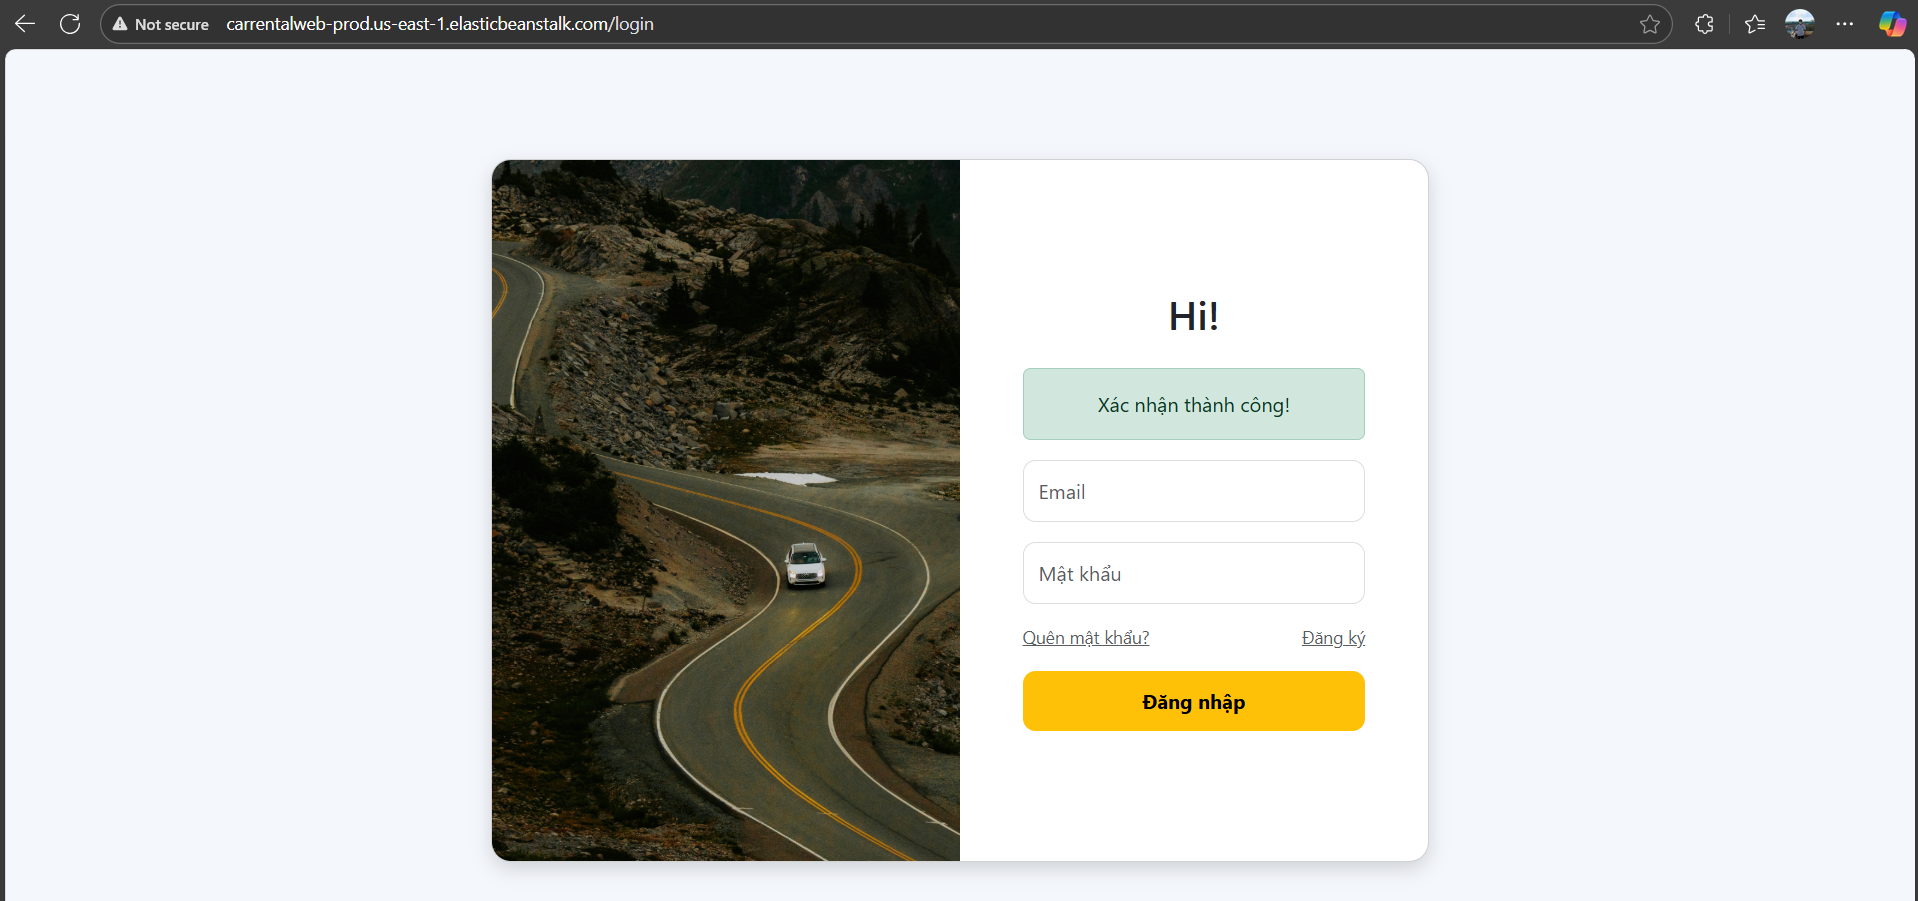 Not secure
carrentalweb-prod.us-east-1.elasticbeanstalk.com/login
Hi!
Xác nhận thành công!
Email
Mật khẩu
Quên mật khẩu?
Đăng ký
Đăng nhập